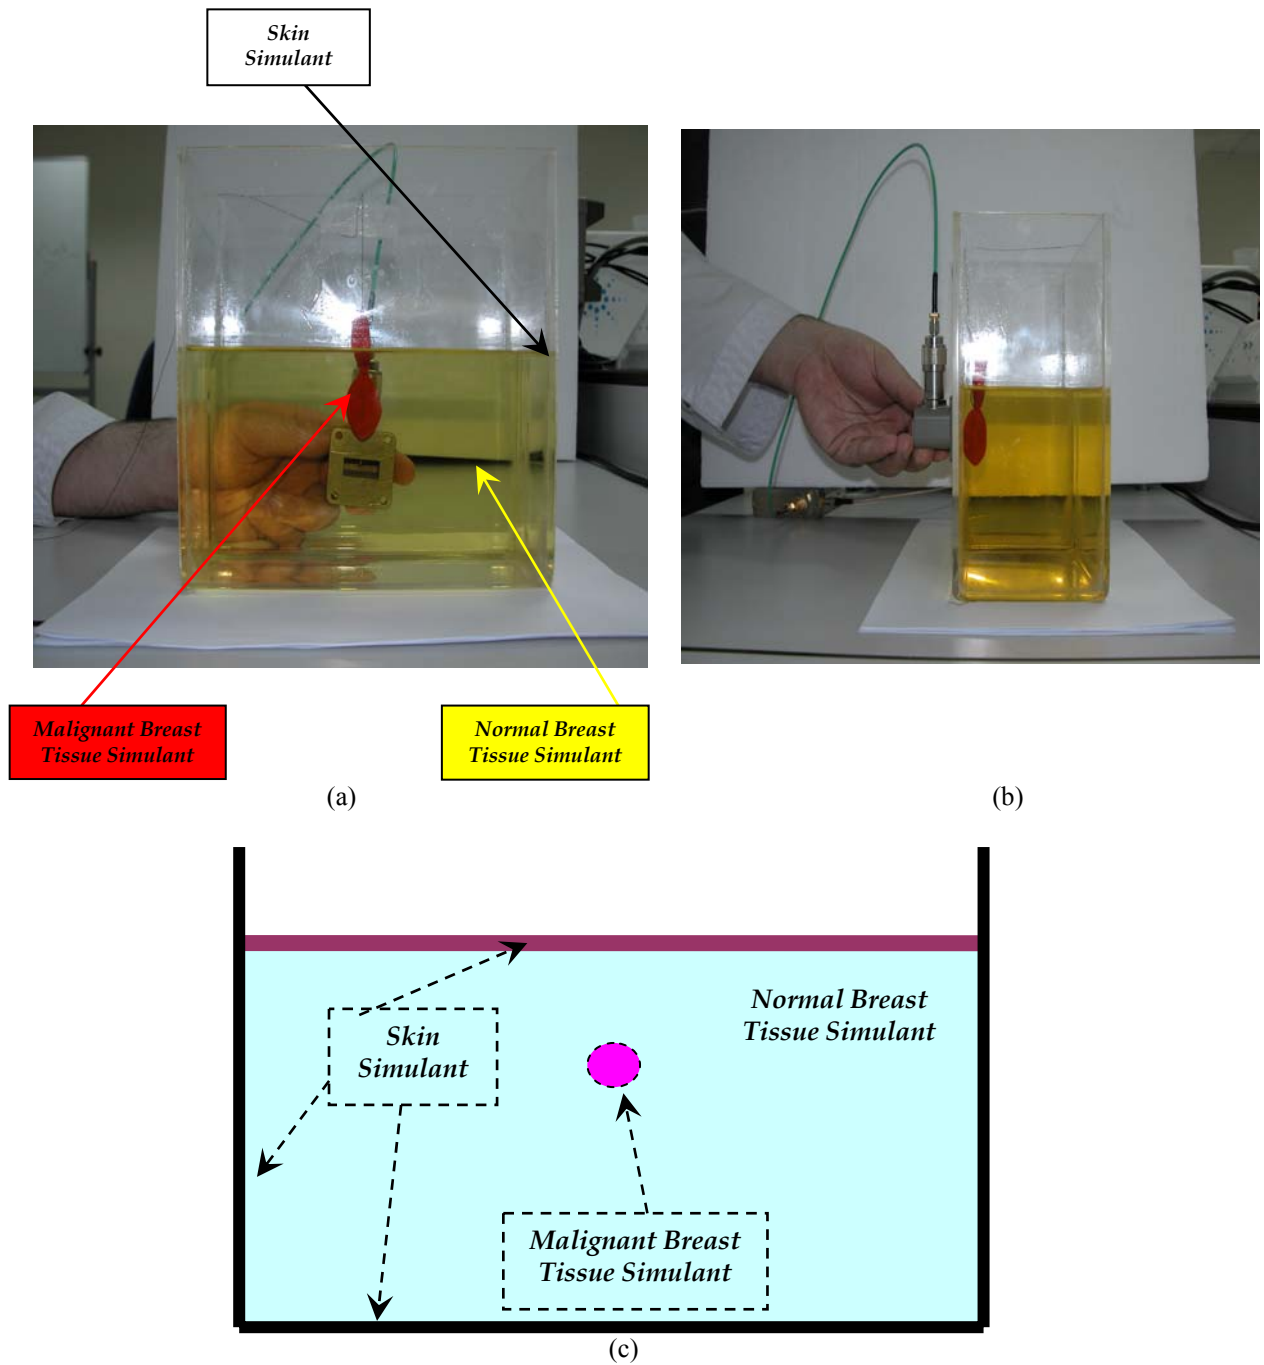 Skin
Simulant
Malignant Breast
Tissue Simulant
Normal Breast
Tissue Simulant
(a)
(b)
Normal Breast
Tissue Simulant
Skin
Simulant
Malignant Breast
Tissue Simulant
(c)